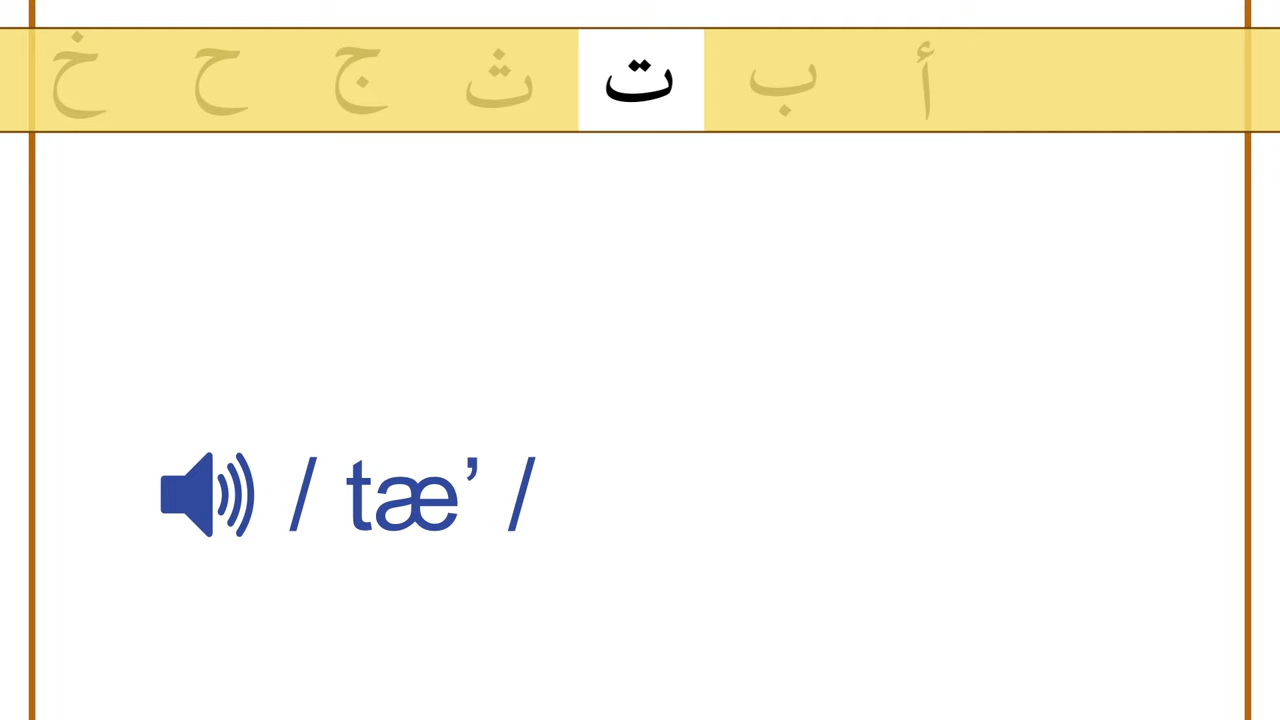 أ ب ت ث ج ح خ
/ tæ’ /